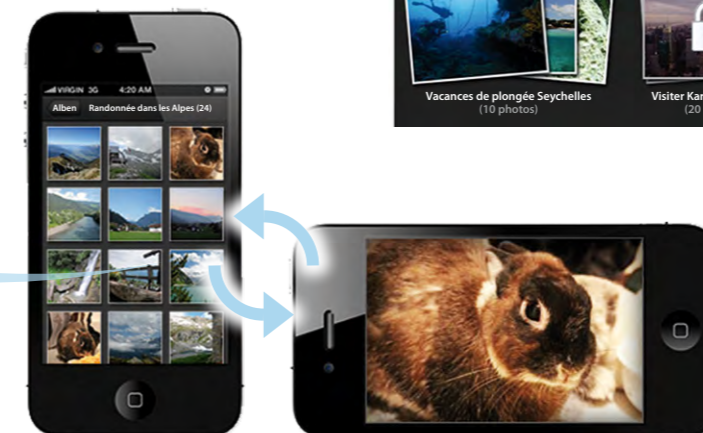 VIRGIN 3G 4:20 AM
Alben Randonnée dans les Alpes (24)
Vacances de plongée Seychelles
(10 photos)
Visiter
(20